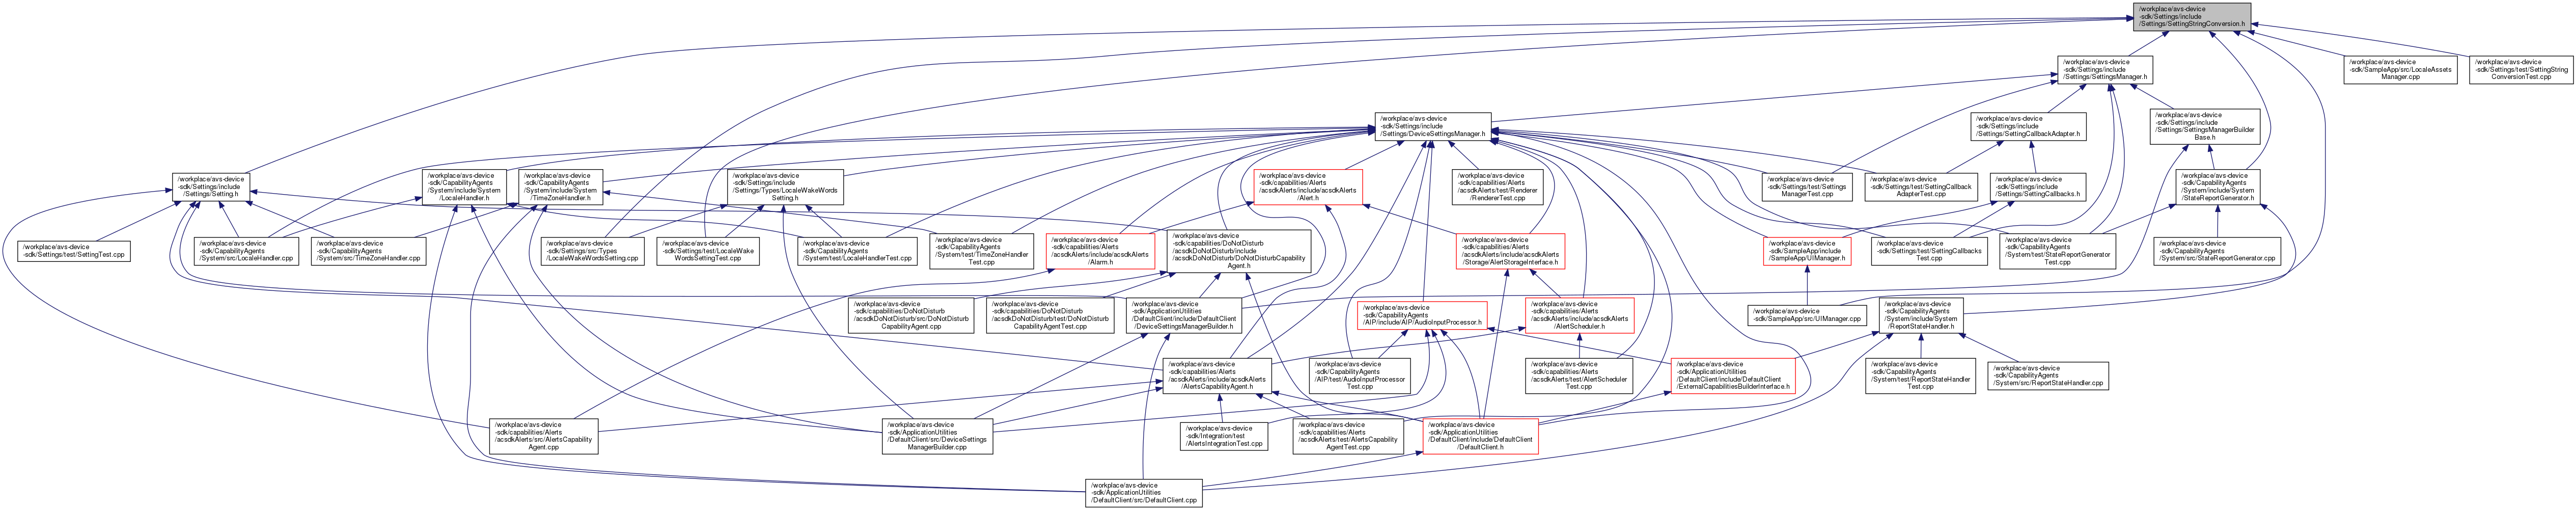 /workplace/avs-device
-sdk/Settings/include
/Settings/SettingStringConversion.h
/workplace/avs-device
-sdk/Settings/include
/Settings/SettingsManager.h
/workplace/avs-device
-sdk/SampleApp/src/LocaleAssets
Manager.cpp
/workplace/avs-device
-sdk/Settings/test/SettingString
ConversionTest.cpp
/workplace/avs-device
-sdk/Settings/include
/Settings/DeviceSettingsManager.h
/workplace/avs-device
-sdk/Settings/include
/Settings/SettingCallbackAdapter.h
/workplace/avs-device
-sdk/Settings/include
/Settings/SettingsManagerBuilder
Base.h
/workplace/avs-device
-sdk/Settings/include
/Settings/Setting.h
/workplace/avs-device
-sdk/CapabilityAgents
/System/include/System
/LocaleHandler.h
/workplace/avs-device
-sdk/CapabilityAgents
/System/include/System
/TimeZoneHandler.h
/workplace/avs-device
-sdk/Settings/include
/Settings/Types/LocaleWakeWords
Setting.h
/workplace/avs-device
-sdk/capabilities/Alerts
/acsdkAlerts/include/acsdkAlerts
/Alert.h
/workplace/avs-device
-sdk/capabilities/Alerts
/acsdkAlerts/test/Renderer
/RendererTest.cpp
/workplace/avs-device
-sdk/Settings/test/Settings
ManagerTest.cpp
/workplace/avs-device
-sdk/Settings/test/SettingCallback
AdapterTest.cpp
/workplace/avs-device
-sdk/Settings/include
/Settings/SettingCallbacks.h
/workplace/avs-device
-sdk/CapabilityAgents
/System/include/System
/StateReportGenerator.h
/workplace/avs-device
-sdk/Settings/test/SettingTest.cpp
/workplace/avs-device
-sdk/CapabilityAgents
/System/src/LocaleHandler.cpp
/workplace/avs-device
-sdk/CapabilityAgents
/System/src/TimeZoneHandler.cpp
/workplace/avs-device
-sdk/Settings/src/Types
/LocaleWakeWordsSetting.cpp
/workplace/avs-device
-sdk/Settings/test/LocaleWake
WordsSettingTest.cpp
/workplace/avs-device
-sdk/CapabilityAgents
/System/test/LocaleHandlerTest.cpp
/workplace/avs-device
-sdk/CapabilityAgents
/System/test/TimeZoneHandler
Test.cpp
/workplace/avs-device
-sdk/capabilities/Alerts
/acsdkAlerts/include/acsdkAlerts
/Alarm.h
/workplace/avs-device
-sdk/capabilities/DoNotDisturb
/acsdkDoNotDisturb/include
/acsdkDoNotDisturb/DoNotDisturbCapability
Agent.h
/workplace/avs-device
-sdk/capabilities/Alerts
/acsdkAlerts/include/acsdkAlerts
/Storage/AlertStorageInterface.h
/workplace/avs-device
-sdk/SampleApp/include
/SampleApp/UIManager.h
/workplace/avs-device
-sdk/Settings/test/SettingCallbacks
Test.cpp
/workplace/avs-device
-sdk/CapabilityAgents
/System/test/StateReportGenerator
Test.cpp
/workplace/avs-device
-sdk/CapabilityAgents
/System/src/StateReportGenerator.cpp
/workplace/avs-device
-sdk/capabilities/DoNotDisturb
/acsdkDoNotDisturb/src/DoNotDisturb
CapabilityAgent.cpp
/workplace/avs-device
-sdk/capabilities/DoNotDisturb
/acsdkDoNotDisturb/test/DoNotDisturb
CapabilityAgentTest.cpp
/workplace/avs-device
-sdk/ApplicationUtilities
/DefaultClient/include/DefaultClient
/DeviceSettingsManagerBuilder.h
/workplace/avs-device
-sdk/CapabilityAgents
/AIP/include/AIP/AudioInputProcessor.h
/workplace/avs-device
-sdk/capabilities/Alerts
/acsdkAlerts/include/acsdkAlerts
/AlertScheduler.h
/workplace/avs-device
-sdk/SampleApp/src/UIManager.cpp
/workplace/avs-device
-sdk/CapabilityAgents
/System/include/System
/ReportStateHandler.h
/workplace/avs-device
-sdk/capabilities/Alerts
/acsdkAlerts/include/acsdkAlerts
/AlertsCapabilityAgent.h
/workplace/avs-device
-sdk/CapabilityAgents
/AIP/test/AudioInputProcessor
Test.cpp
/workplace/avs-device
-sdk/capabilities/Alerts
/acsdkAlerts/test/AlertScheduler
Test.cpp
/workplace/avs-device
-sdk/ApplicationUtilities
/DefaultClient/include/DefaultClient
/ExternalCapabilitiesBuilderInterface.h
/workplace/avs-device
-sdk/CapabilityAgents
/System/test/ReportStateHandler
Test.cpp
/workplace/avs-device
-sdk/CapabilityAgents
/System/src/ReportStateHandler.cpp
/workplace/avs-device
-sdk/capabilities/Alerts
/acsdkAlerts/src/AlertsCapability
Agent.cpp
/workplace/avs-device
-sdk/ApplicationUtilities
/DefaultClient/src/DeviceSettings
ManagerBuilder.cpp
/workplace/avs-device
-sdk/Integration/test
/AlertsIntegrationTest.cpp
/workplace/avs-device
-sdk/capabilities/Alerts
/acsdkAlerts/test/AlertsCapability
AgentTest.cpp
/workplace/avs-device
-sdk/ApplicationUtilities
/DefaultClient/include/DefaultClient
/DefaultClient.h
/workplace/avs-device
-sdk/ApplicationUtilities
/DefaultClient/src/DefaultClient.cpp